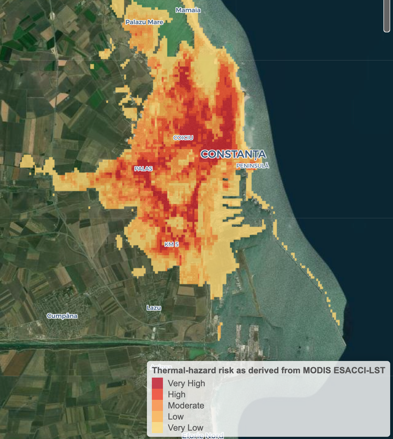 Mamaia
Palazu Mare
CONSTANTA
PENINSULĂ
PALAS
KM 5
Lazu
Cumpăna
Thermal-hazard risk as derived from MODIS ESACCI-LST
Very High
High
Moderate
Low
Very Low